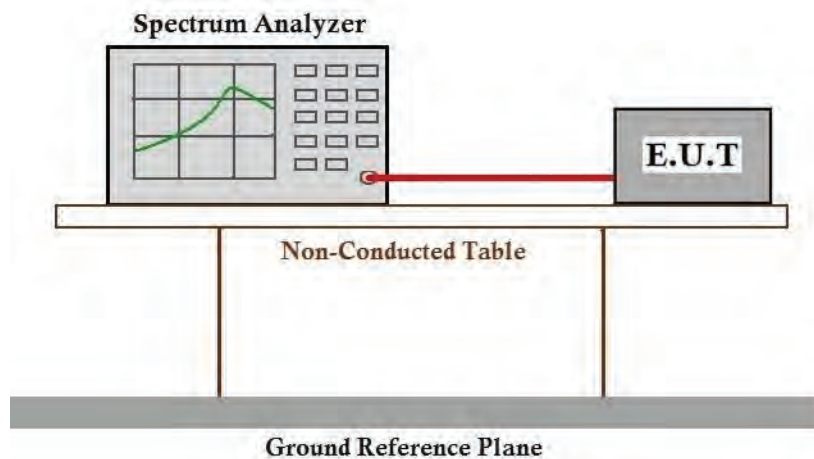 Spectrum Analyzer
E.U.T
Non-Conducted Table
Ground Reference Plane